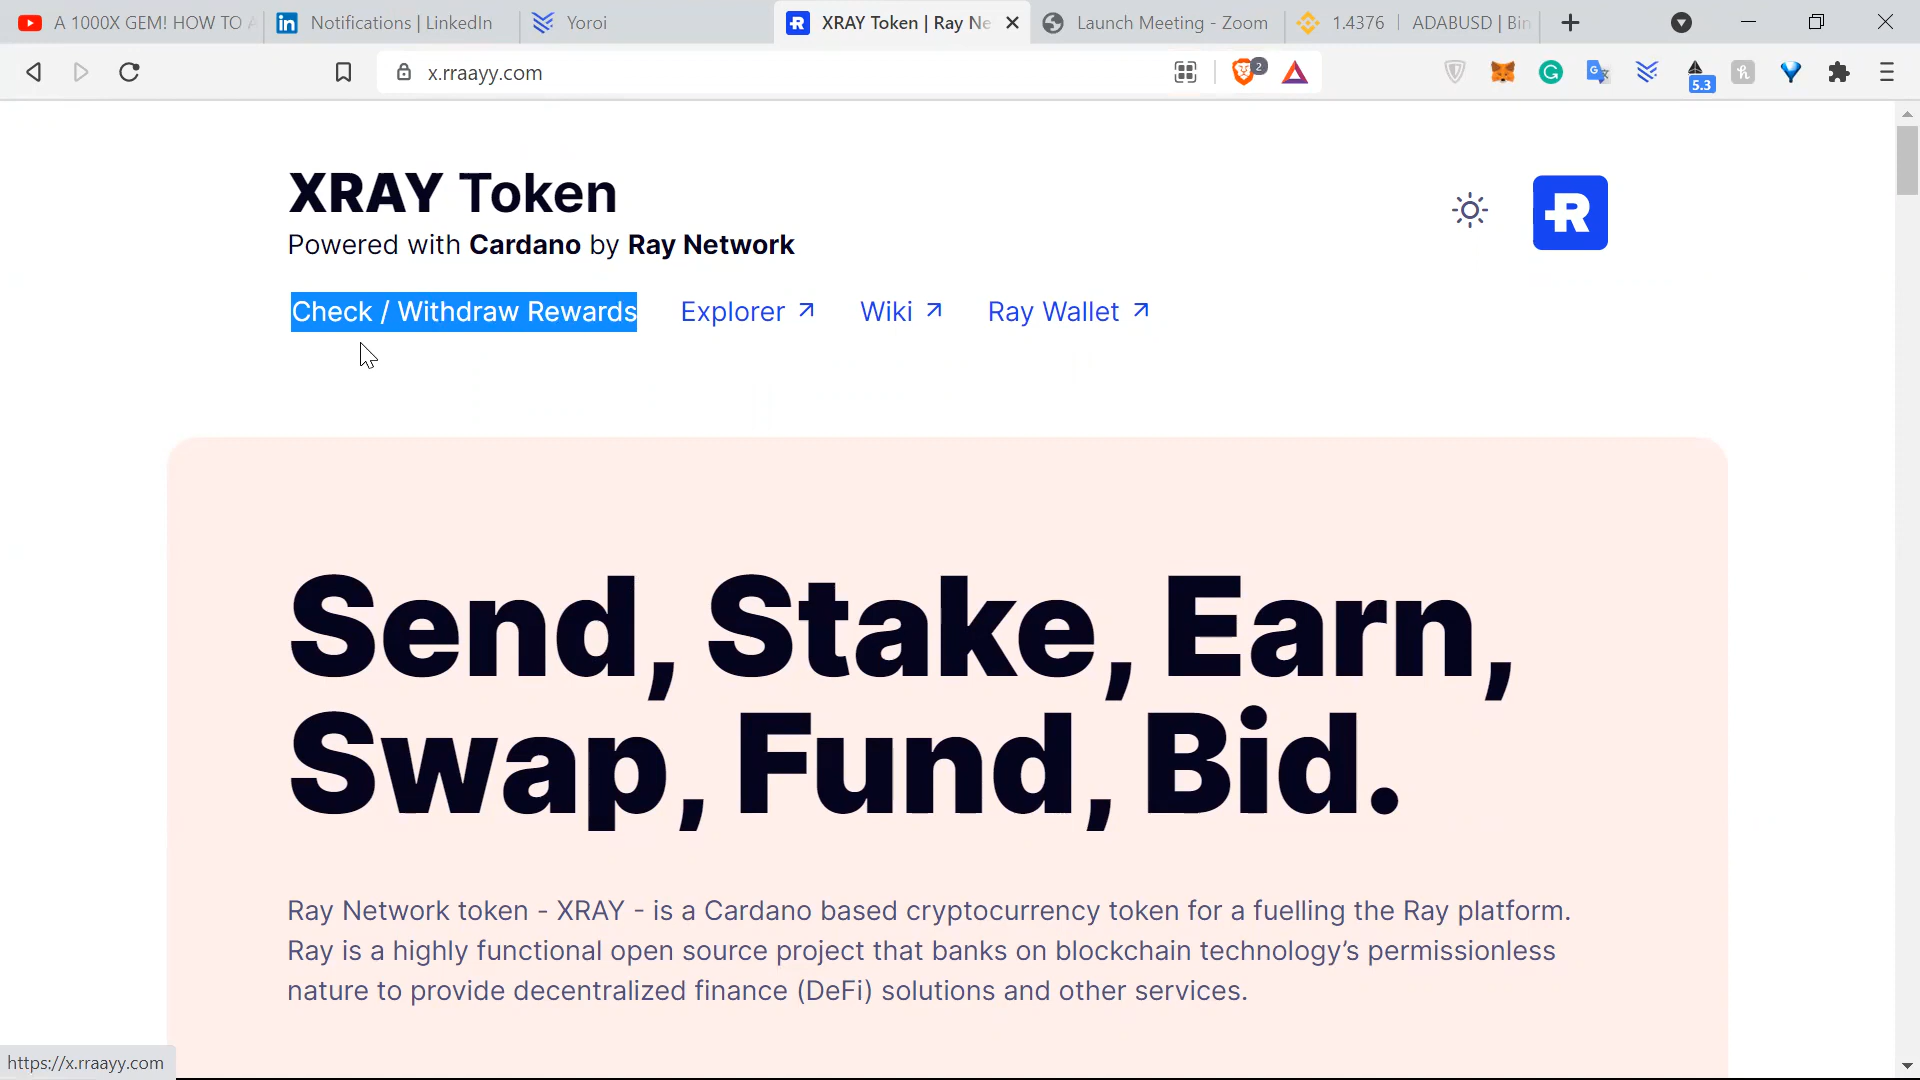 A 1000X GEM! HOW TO
Notifications | LinkedIn
Yoroi
XRAY Token | Ray Ne
Launch Meeting - Zoom
1.4376 | ADABUSD | Bin
x.rraayy.com
2
5.3
XRAY Token
Powered with Cardano by Ray Network
Check / Withdraw Rewards
Explorer
Wiki
Ray Wallet
R
Send, Stake, Earn,
Swap, Fund, Bid.
Ray Network token - XRAY - is a Cardano based cryptocurrency token for a fuelling the Ray platform.
Ray is a highly functional open source project that banks on blockchain technology’s permissionless
nature to provide decentralized finance (DeFi) solutions and other services.
https://x.rraayy.com